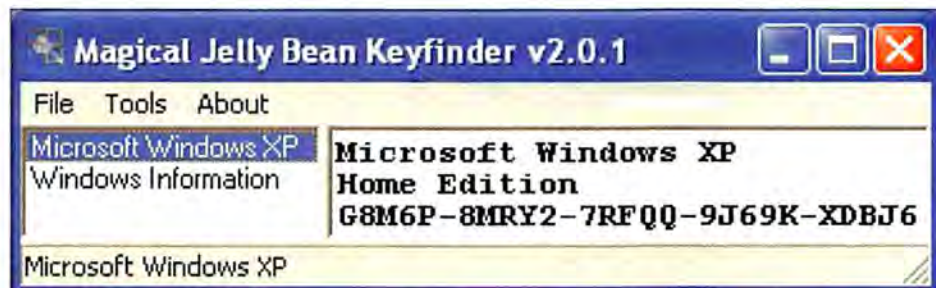 Magical Jelly Bean Keyfinder v2.0.1
File Tools About
Microsoft Windows XP
Windows Information
Microsoft Windows XP
Home Edition
G8M6P-8MRY2-7RFQQ-9J69K-XDBJ6
Microsoft Windows XP